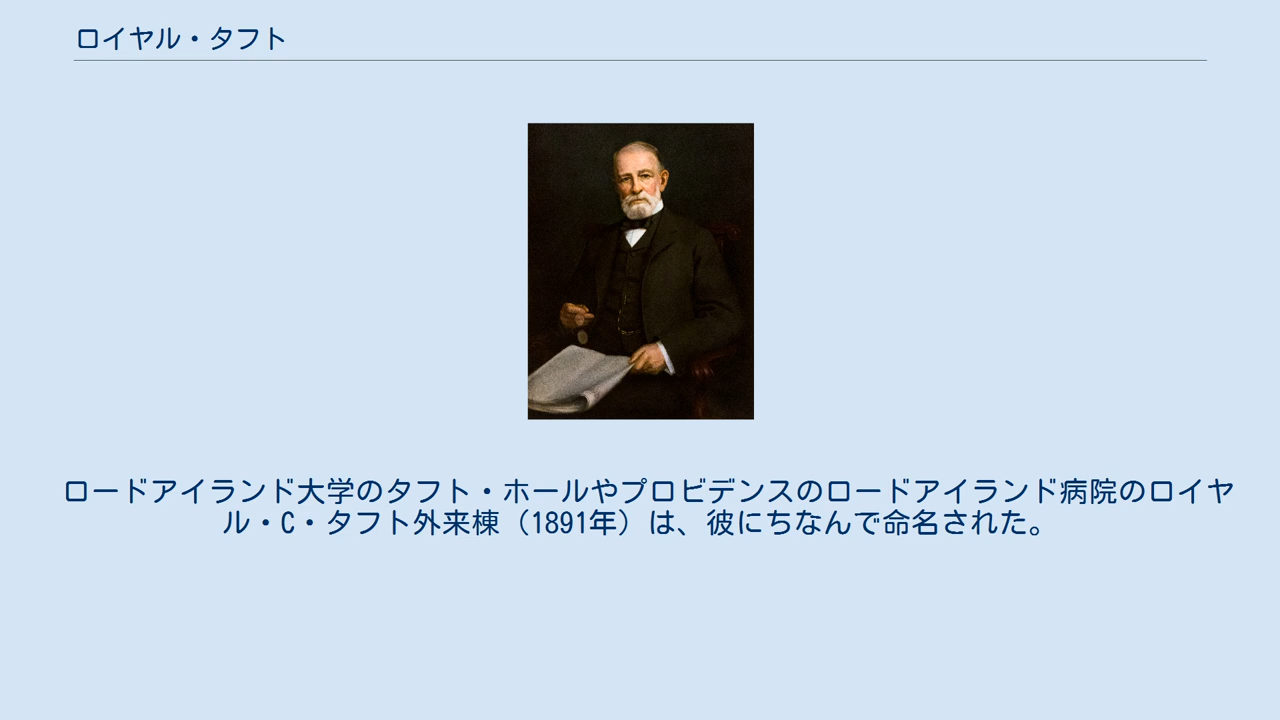 ロイヤル・タフト
ロードアイランド大学のタフト・ホールやプロビデンスのロードアイランド病院のロイヤ
ル・C・タフト外来棟（1891年）は、彼にちなんで命名された。